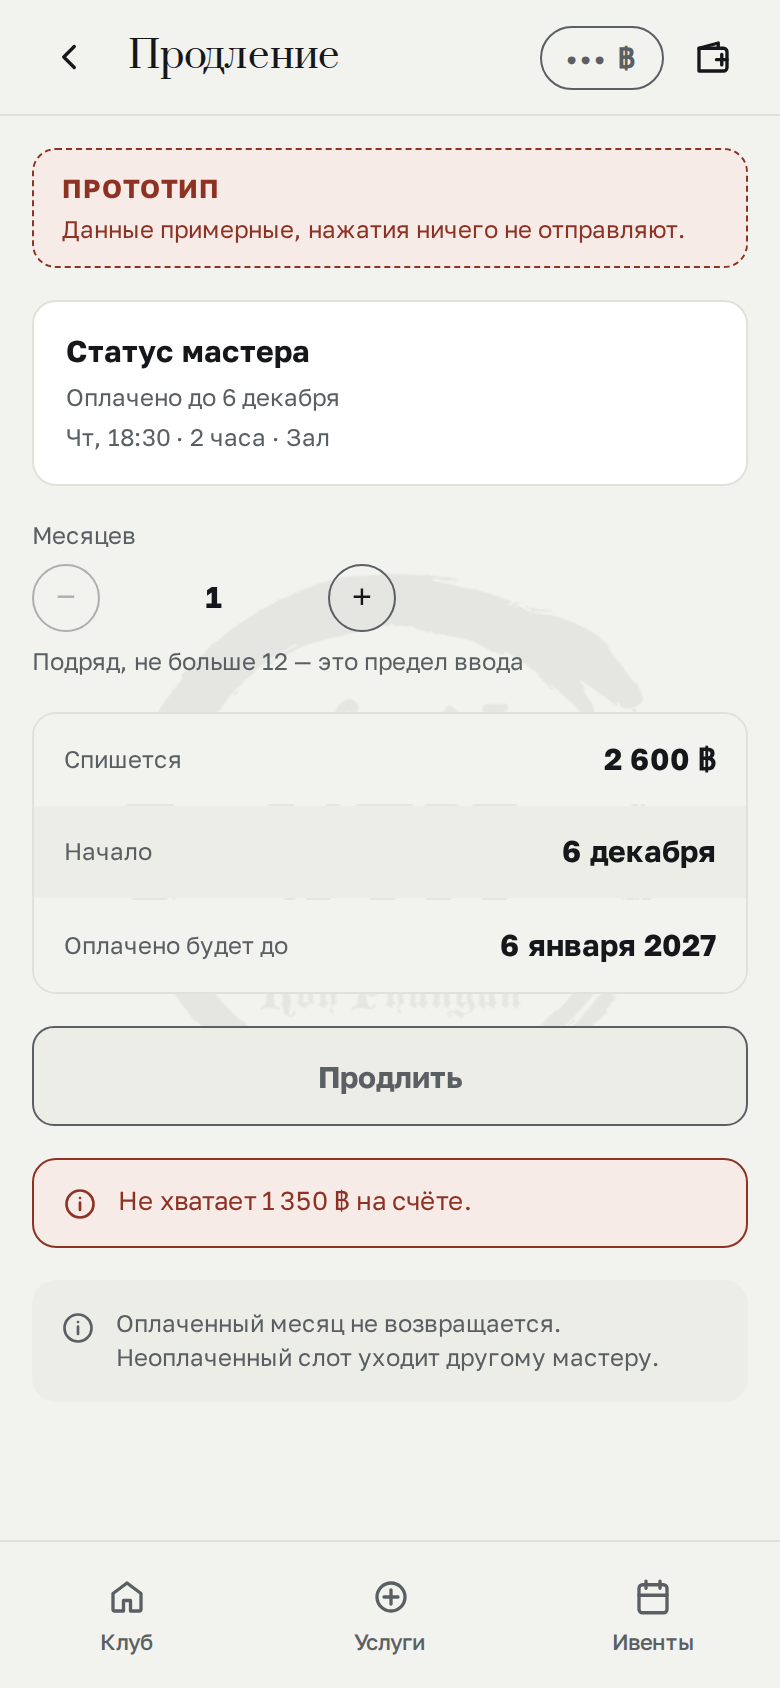 Продление
••• ฿
ПРОТОТИП
Данные примерные, нажатия ничего не отправляют.
Статус мастера
Оплачено до 6 декабря
Чт, 18:30 · 2 часа · Зал
Месяцев
− 1 +
Подряд, не больше 12 — это предел ввода
Спишется 2 600 ฿
Начало 6 декабря
Оплачено будет до 6 января 2027
Koh Phangan
Продлить
Не хватает 1 350 ฿ на счёте.
Оплаченный месяц не возвращается.
Неоплаченный слот уходит другому мастеру.
Клуб Услуги Ивенты